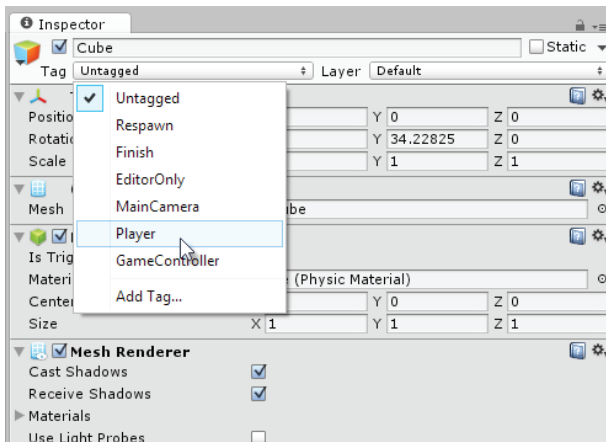 Inspector
Cube Static
Tag Untagged Layer Default
Untagged
Respawn
Finish
EditorOnly
MainCamera
Player
GameController
Add Tag...
Positio Y 0 Z 0
Rotatio Y 34.22825 Z 0
Scale Y 1 Z 1
Mesh ube
Is Trig
Materi (Physic Material)
Center Y 0 Z 0
Size X 1 Y 1 Z 1
Mesh Renderer
Cast Shadows
Receive Shadows
Materials
Use Light Probes